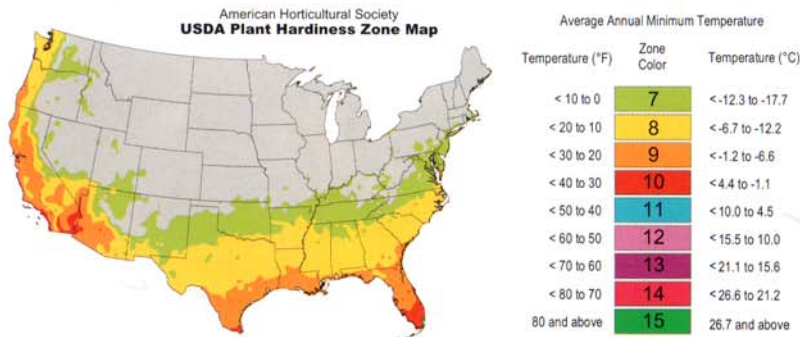 American Horticultural Society
USDA Plant Hardiness Zone Map
Average Annual Minimum Temperature
Temperature (°F) Zone Color Temperature (°C)
< 10 to 0 7 < -12.3 to -17.7
< 20 to 10 8 < -6.7 to -12.2
< 30 to 20 9 < -1.2 to -6.6
< 40 to 30 10 < 4.4 to -1.1
< 50 to 40 11 < 10.0 to 4.5
< 60 to 50 12 < 15.5 to 10.0
< 70 to 60 13 < 21.1 to 15.6
< 80 to 70 14 < 26.6 to 21.2
80 and above 15 26.7 and above